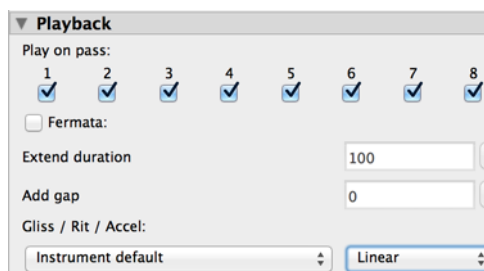 Playback
Play on pass:
1 2 3 4 5 6 7 8
Fermata:
Extend duration 100
Add gap 0
Gliss / Rit / Accel:
Instrument default Linear